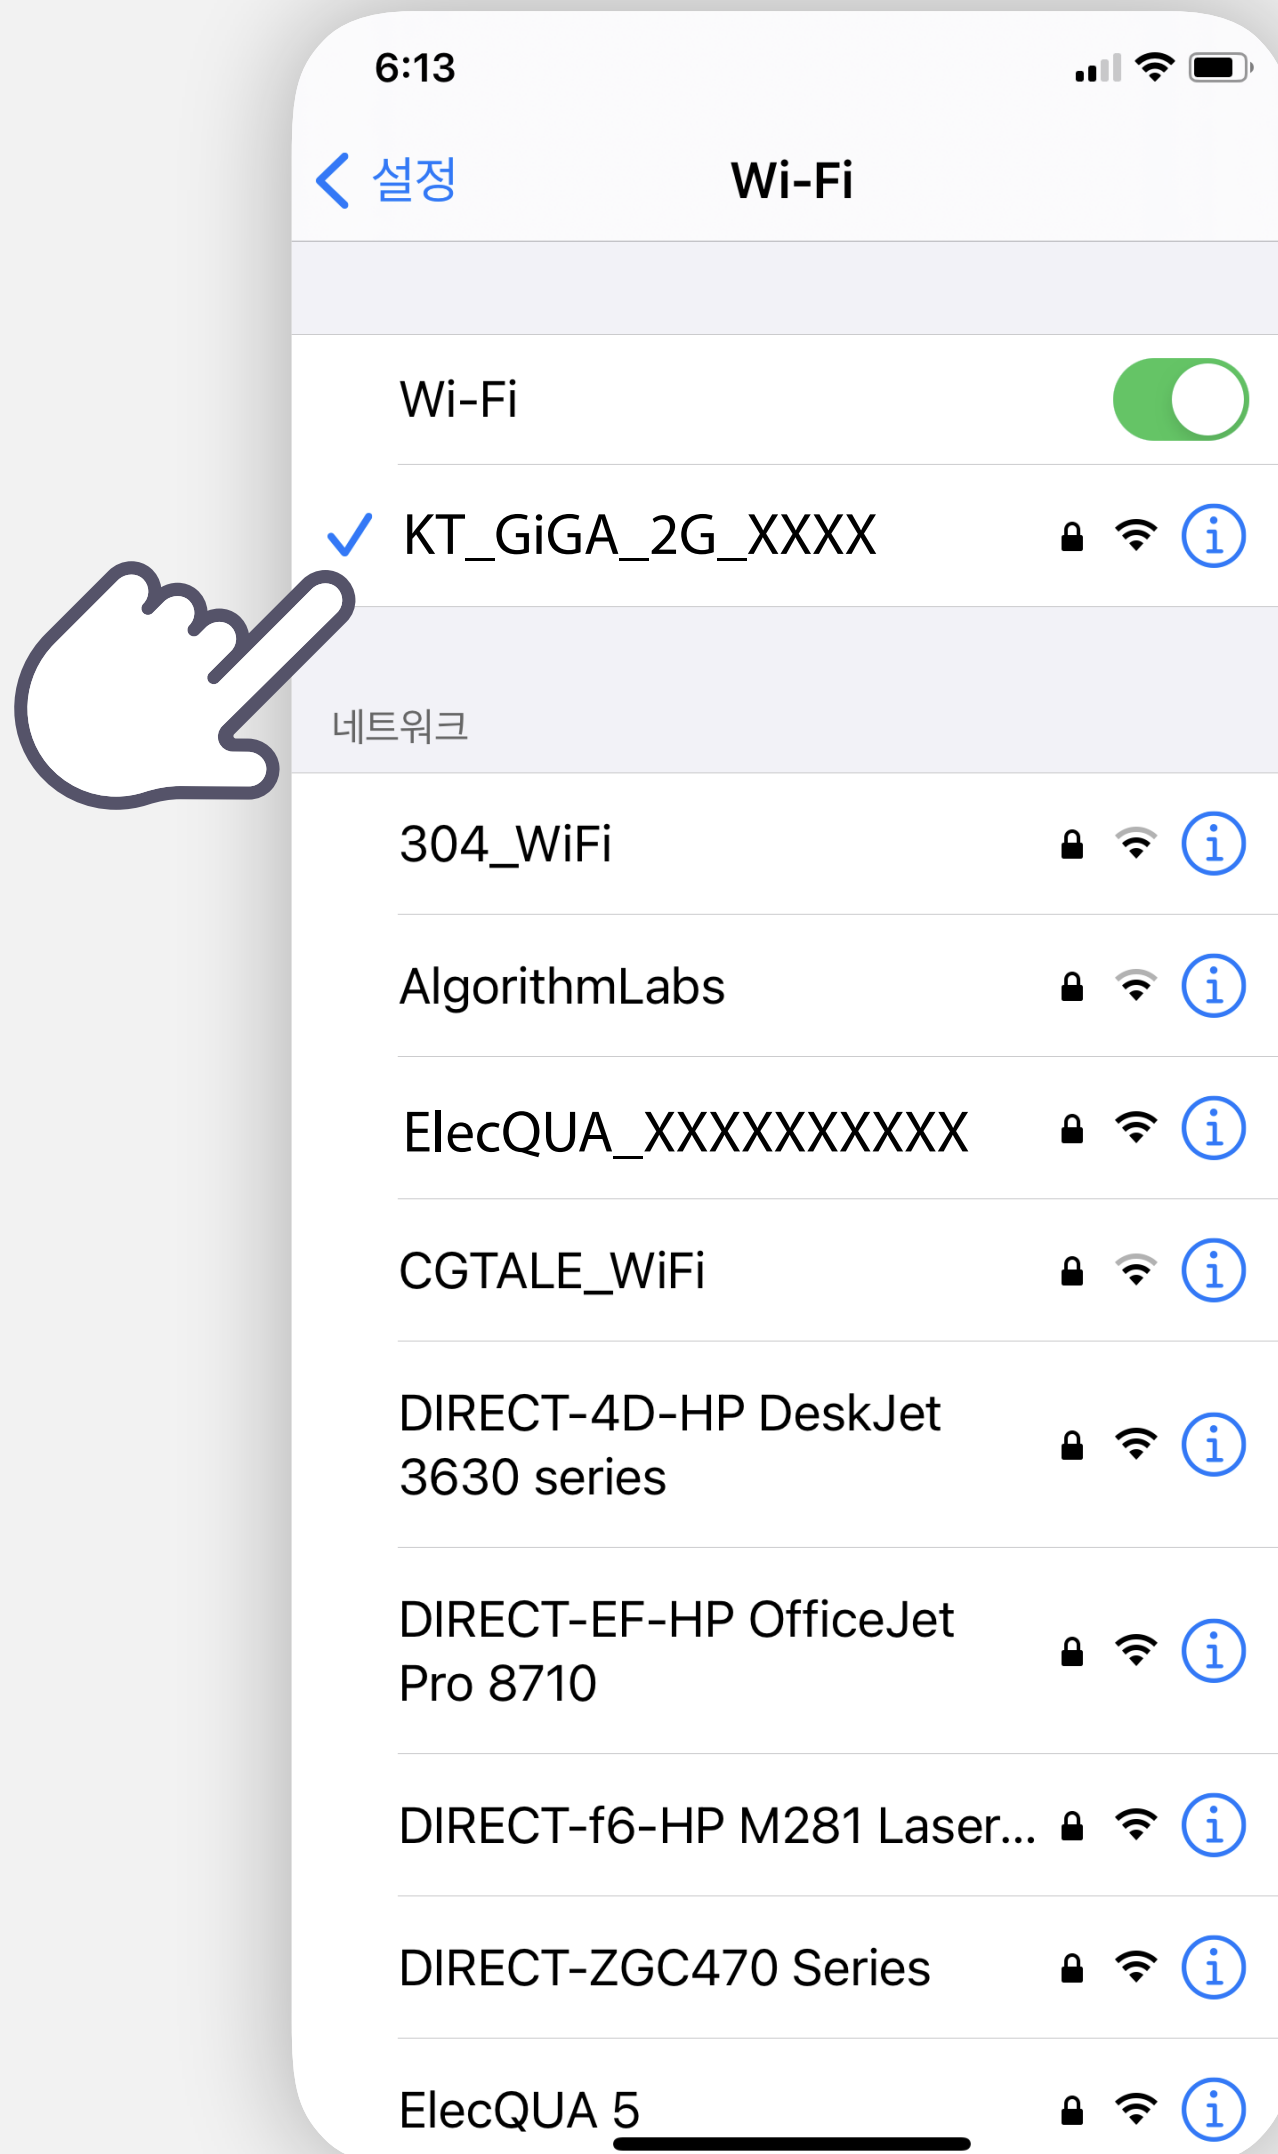 6:13
설정
Wi-Fi
Wi-Fi
KT_GiGA_2G_XXXX
네트워크
304_WiFi
AlgorithmLabs
ElecQUA_XXXXXXXXXX
CGTALE_WiFi
DIRECT-4D-HP DeskJet
3630 series
DIRECT-EF-HP OfficeJet
Pro 8710
DIRECT-f6-HP M281 Laser...
DIRECT-ZGC470 Series
ElecQUA 5